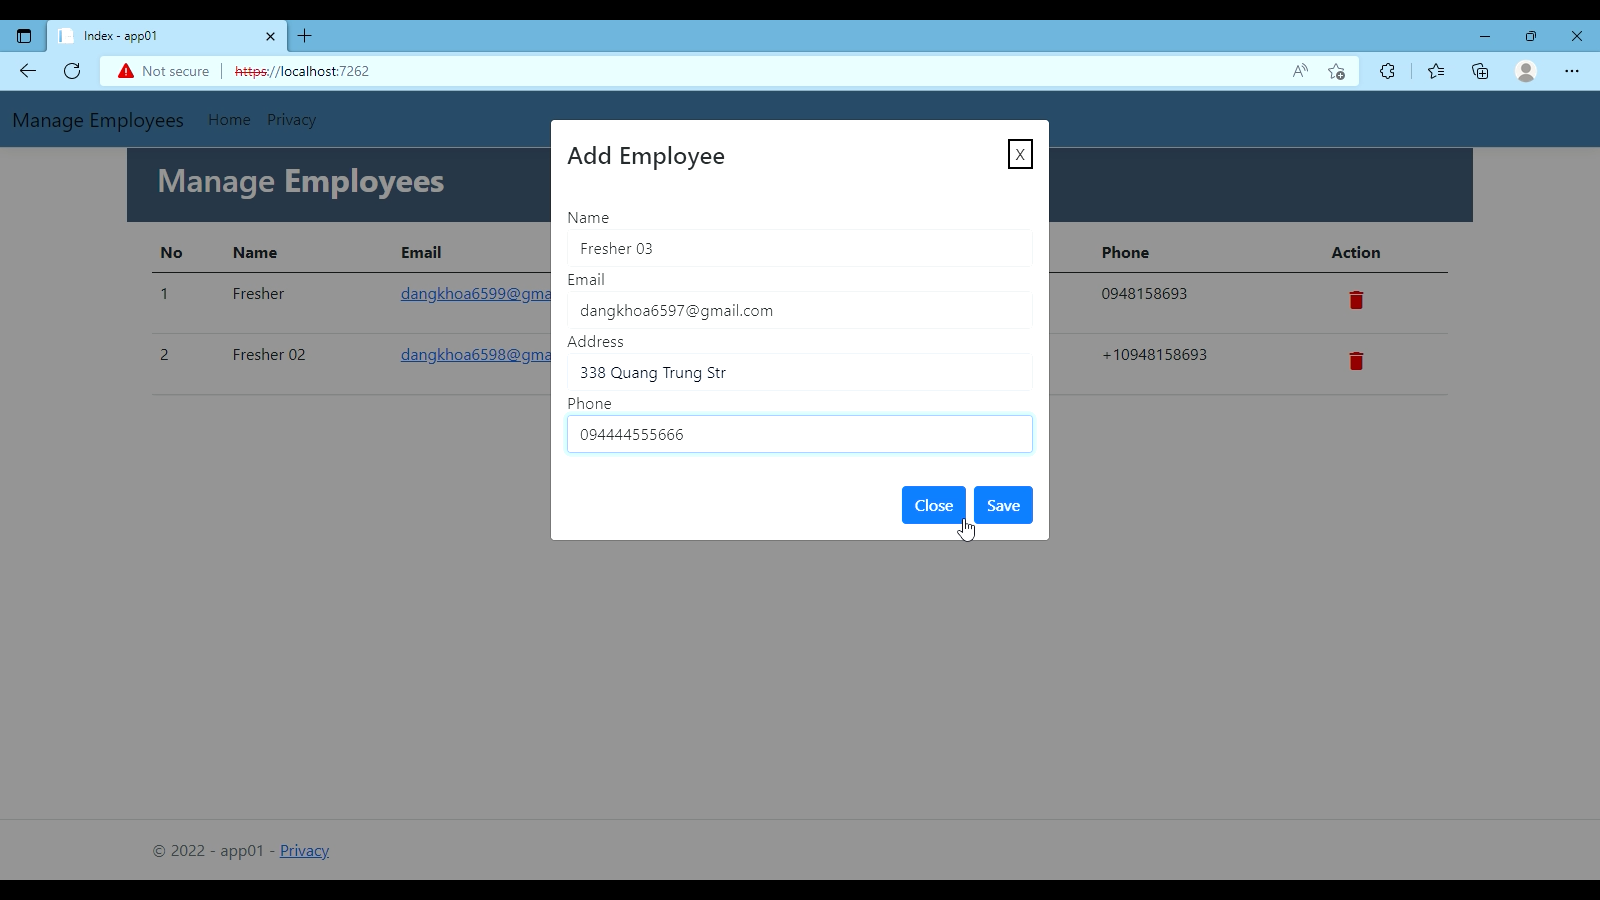 Index - app01
Not secure
https://localhost:7262
Manage Employees Home Privacy
Manage Employees
No Name Email Phone Action
1 Fresher dangkhoa6599@gma 0948158693
2 Fresher 02 dangkhoa6598@gma +10948158693
Add Employee
X
Name
Fresher 03
Email
dangkhoa6597@gmail.com
Address
338 Quang Trung Str
Phone
094444555666
Close Save
© 2022 - app01 - Privacy